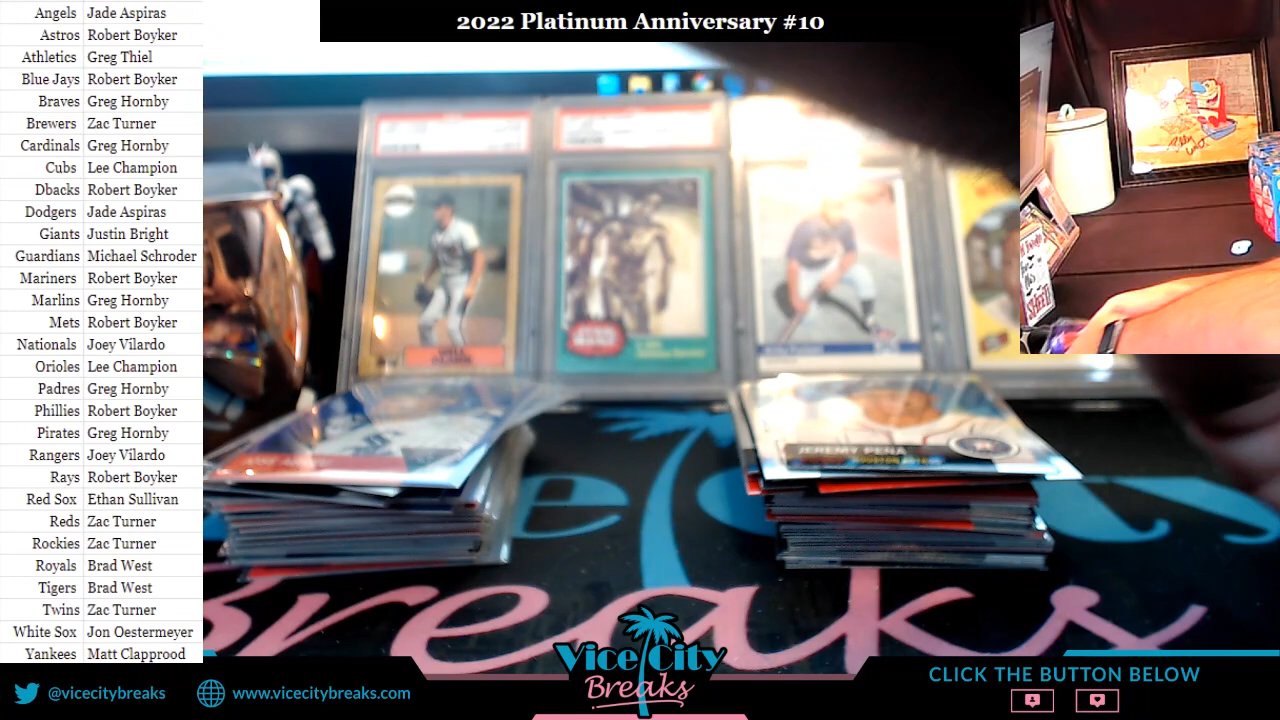 2022 Platinum Anniversary #10
Angels Jade Aspiras
Astros Robert Boyker
Athletics Greg Thiel
Blue Jays Robert Boyker
Braves Greg Hornby
Brewers Zac Turner
Cardinals Greg Hornby
Cubs Lee Champion
Dbacks Robert Boyker
Dodgers Jade Aspiras
Giants Justin Bright
Guardians Michael Schroder
Mariners Robert Boyker
Marlins Greg Hornby
Mets Robert Boyker
Nationals Joey Vilardo
Orioles Lee Champion
Padres Greg Hornby
Phillies Robert Boyker
Pirates Greg Hornby
Rangers Joey Vilardo
Rays Robert Boyker
Red Sox Ethan Sullivan
Reds Zac Turner
Rockies Zac Turner
Royals Brad West
Tigers Brad West
Twins Zac Turner
White Sox Jon Oestermeyer
Yankees Matt Clapprood
STAR
WARS
JEREMY PEÑA
Breaks
Vice City
Breaks
@vicecitybreaks
www.vicecitybreaks.com
CLICK THE BUTTON BELOW